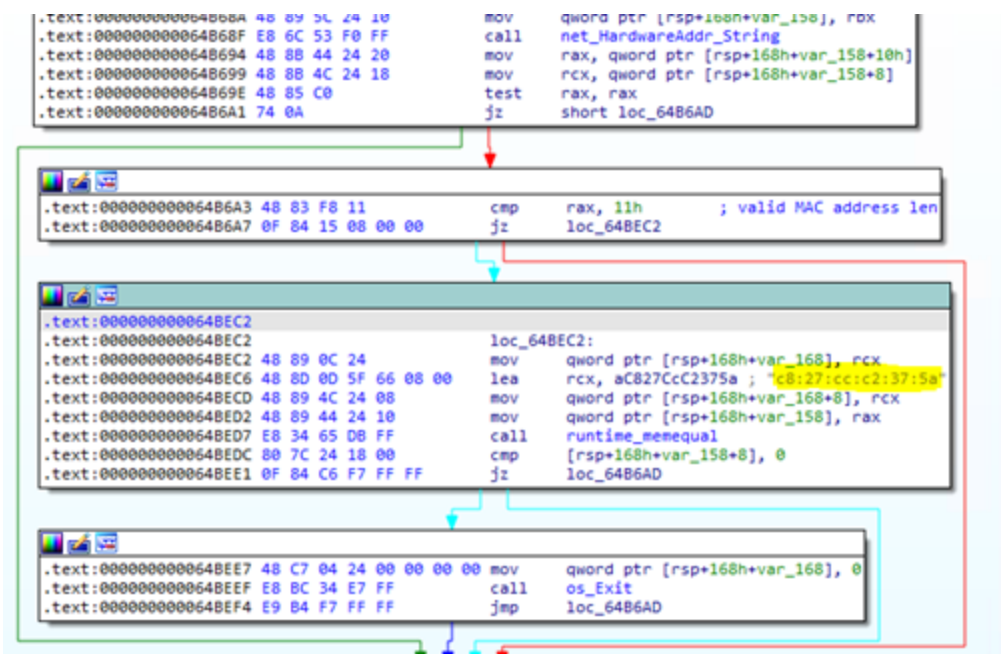 .text:000000000064B68A 48 89 5C 24 10 mov qword ptr [rsp+168h+var_158], rbx
.text:000000000064B68F E8 6C 53 F0 FF call net_HardwareAddr_String
.text:000000000064B694 48 8B 44 24 20 mov rax, qword ptr [rsp+168h+var_158+10h]
.text:000000000064B699 48 8B 4C 24 18 mov rcx, qword ptr [rsp+168h+var_158+8]
.text:000000000064B69E 48 85 C0 test rax, rax
.text:000000000064B6A1 74 0A jz short loc_64B6AD
.text:000000000064B6A3 48 83 F8 11 cmp rax, 11h ; valid MAC address len
.text:000000000064B6A7 0F 84 15 08 00 00 jz loc_64BEC2
.text:000000000064BEC2
.text:000000000064BEC2 loc_64BEC2:
.text:000000000064BEC2 48 89 0C 24 mov qword ptr [rsp+168h+var_168], rcx
.text:000000000064BEC6 48 8D 0D 5F 66 08 00 lea rcx, aC827CcC2375a ; "c8:27:cc:c2:37:5a"
.text:000000000064BECD 48 89 4C 24 08 mov qword ptr [rsp+168h+var_168+8], rcx
.text:000000000064BED2 48 89 44 24 10 mov qword ptr [rsp+168h+var_158], rax
.text:000000000064BED7 E8 34 65 DB FF call runtime_memequal
.text:000000000064BEDC 80 7C 24 18 00 cmp [rsp+168h+var_158+8], 0
.text:000000000064BEE1 0F 84 C6 F7 FF FF jz loc_64B6AD
.text:000000000064BEE7 48 C7 04 24 00 00 00 00 mov qword ptr [rsp+168h+var_168], 0
.text:000000000064BEEF E8 BC 34 E7 FF call os_Exit
.text:000000000064BEF4 E9 B4 F7 FF FF jmp loc_64B6AD